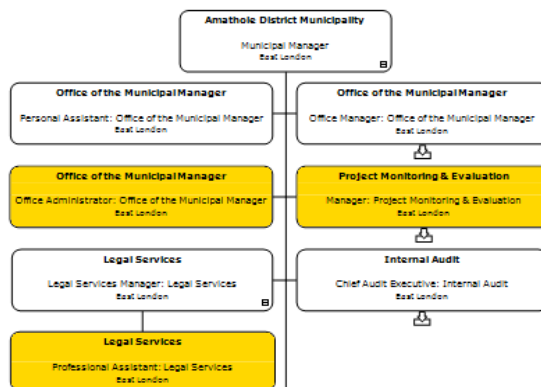 Amathole District Municipality
Municipal Manager
East London
Office of the Municipal Manager
Personal Assistant: Office of the Municipal Manager
East London
Office of the Municipal Manager
Office Manager: Office of the Municipal Manager
East London
Office of the Municipal Manager
Office Administrator: Office of the Municipal Manager
East London
Project Monitoring & Evaluation
Manager: Project Monitoring & Evaluation
East London
Legal Services
Legal Services Manager: Legal Services
East London
Internal Audit
Chief Audit Executive: Internal Audit
East London
Legal Services
Professional Assistant: Legal Services
East London